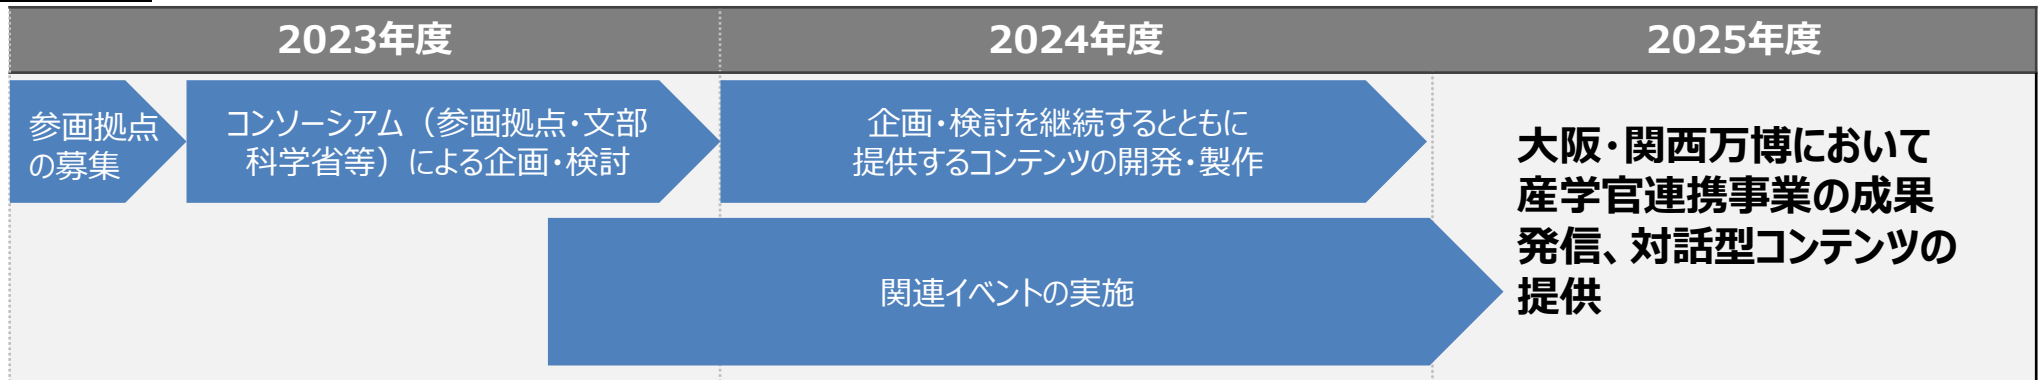 2023年度
2024年度
2025年度
参画拠点
の募集
コンソーシアム（参画拠点・文部
科学省等）による企画・検討
企画・検討を継続するとともに
提供するコンテンツの開発・製作
関連イベントの実施
大阪・関西万博において
産学官連携事業の成果
発信、対話型コンテンツの
提供